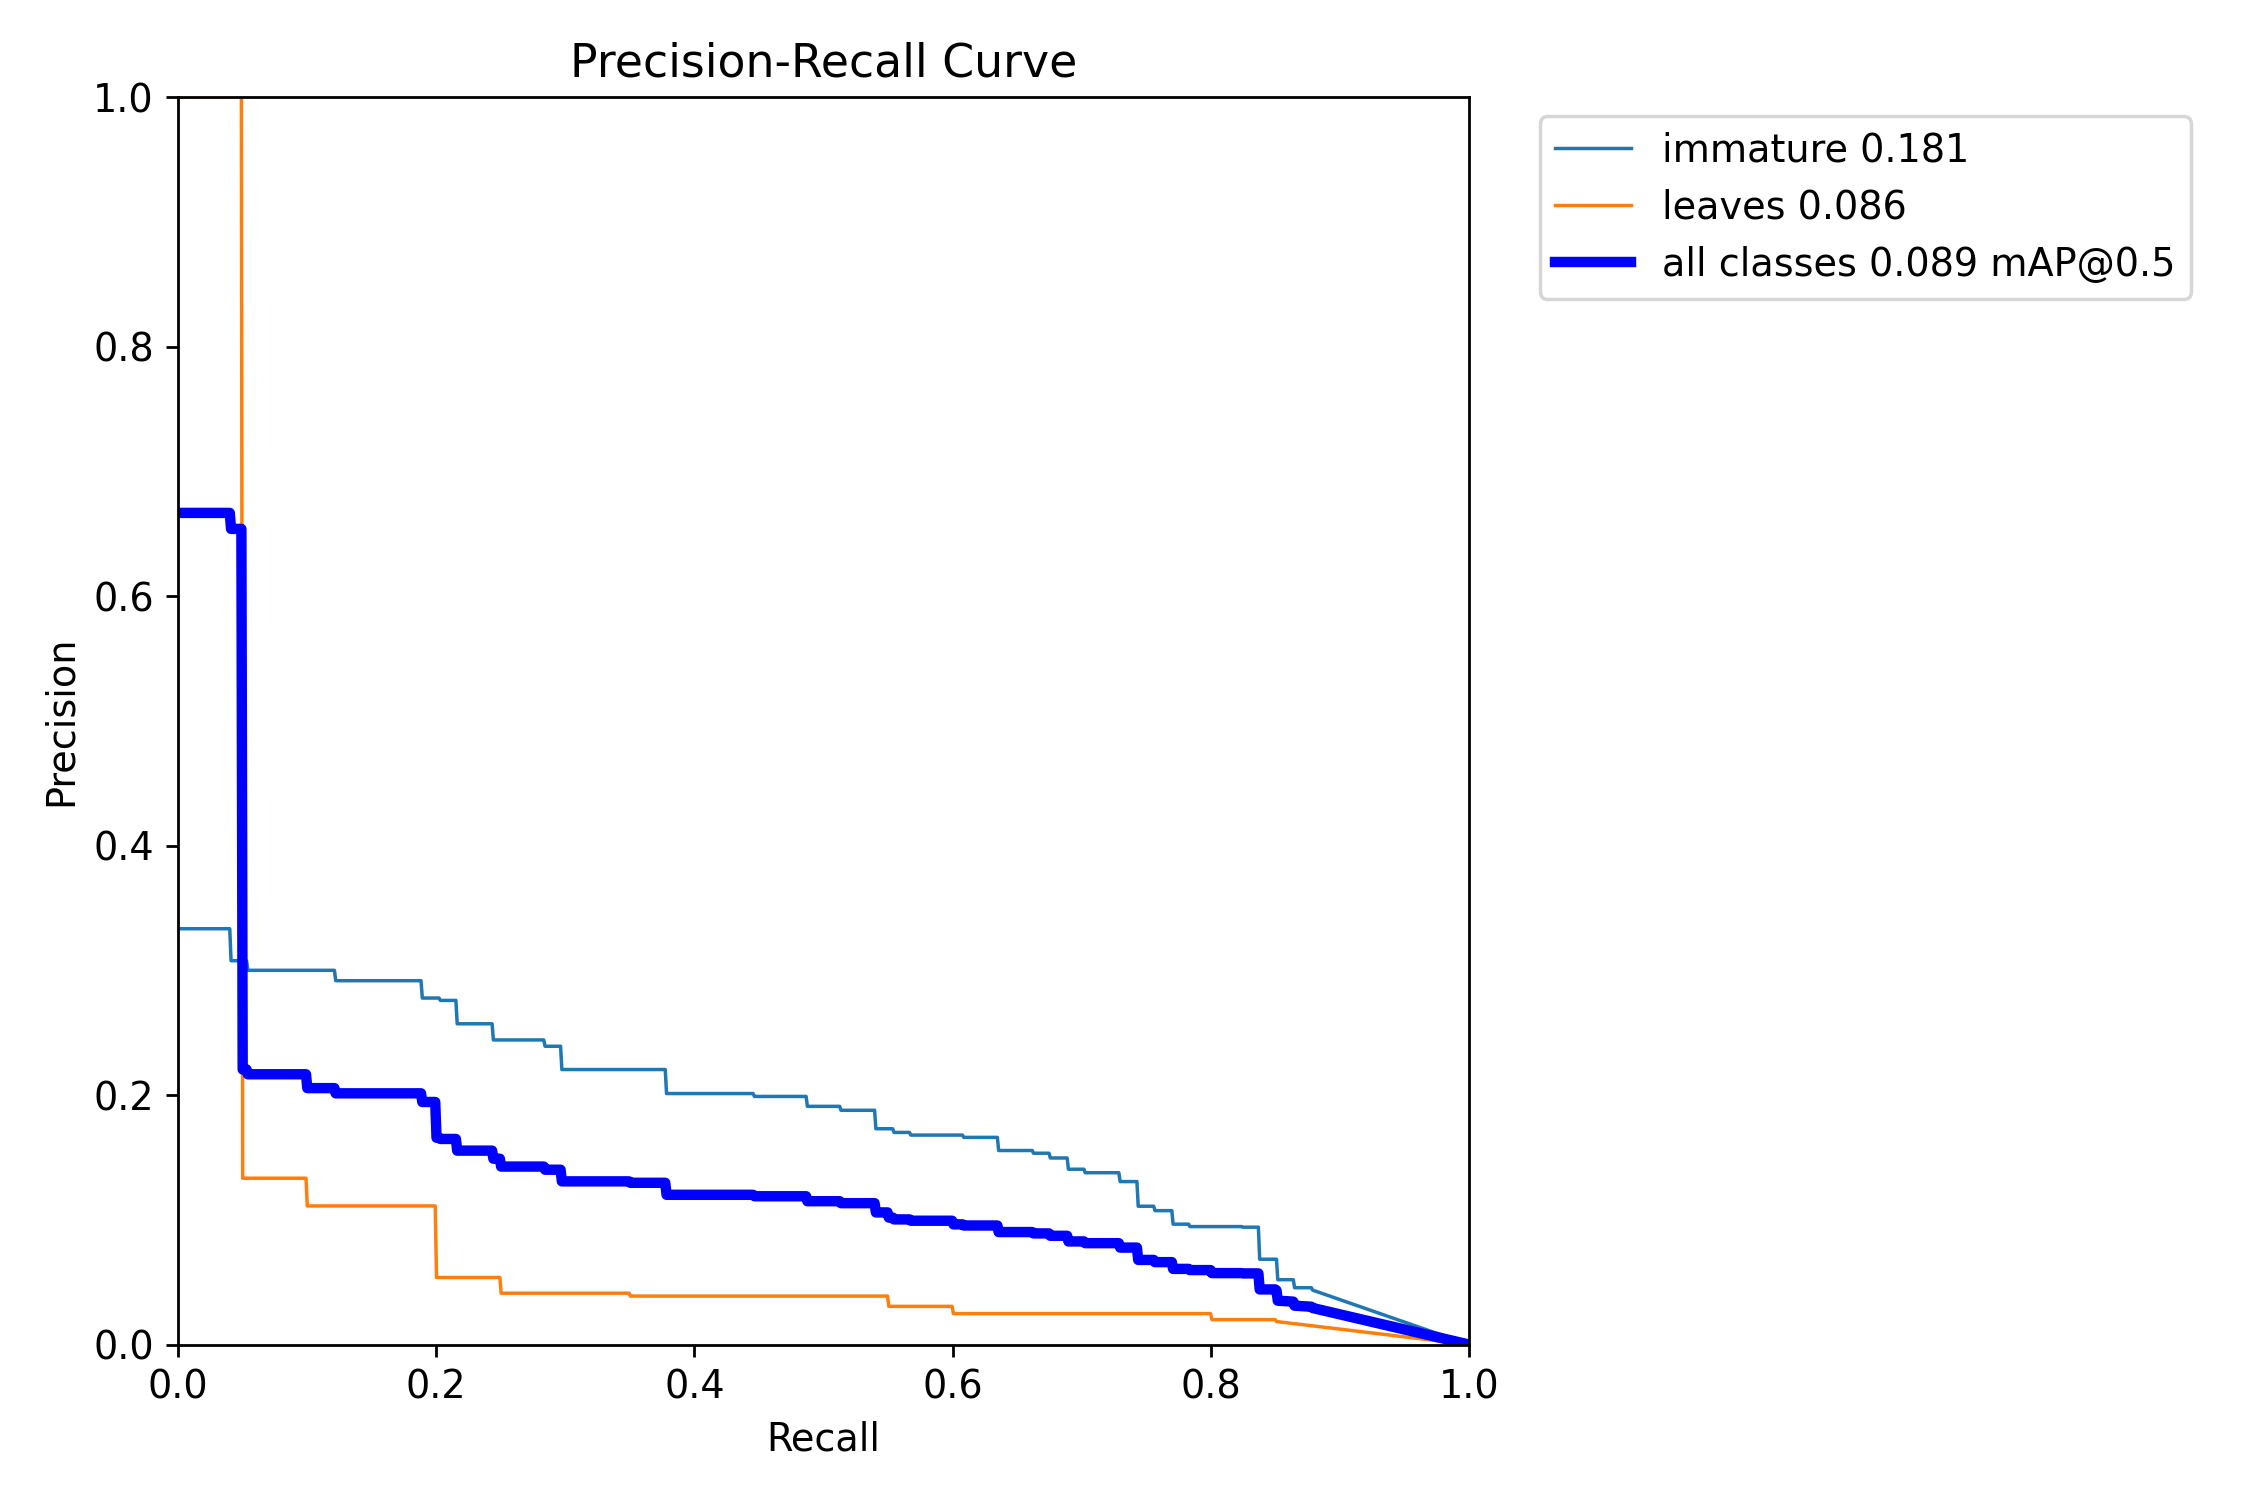 Precision-Recall Curve
1.0
0.8
0.6
0.4
0.2
0.0
Precision
0.0 0.2 0.4 0.6 0.8 1.0
Recall
immature 0.181
leaves 0.086
all classes 0.089 mAP@0.5